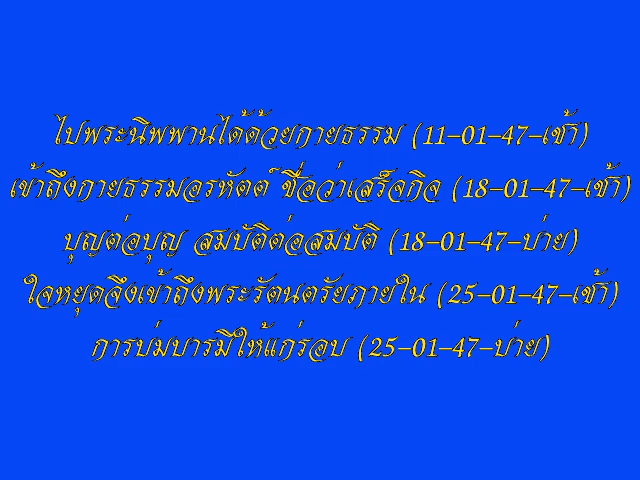 ไปพระนิพพานได้ด้วยกายธรรม (11-01-47-เช้า)
เข้าถึงกายธรรมอรหัตต์ ชื่อว่าเสร็จกิจ (18-01-47-เช้า)
บุญต่อบุญ สมบัติต่อสมบัติ (18-01-47-บ่าย)
ใจหยุดจึงเข้าถึงพระรัตนตรัยภายใน (25-01-47-เช้า)
การบ่มบารมีให้แก่รอบ (25-01-47-บ่าย)